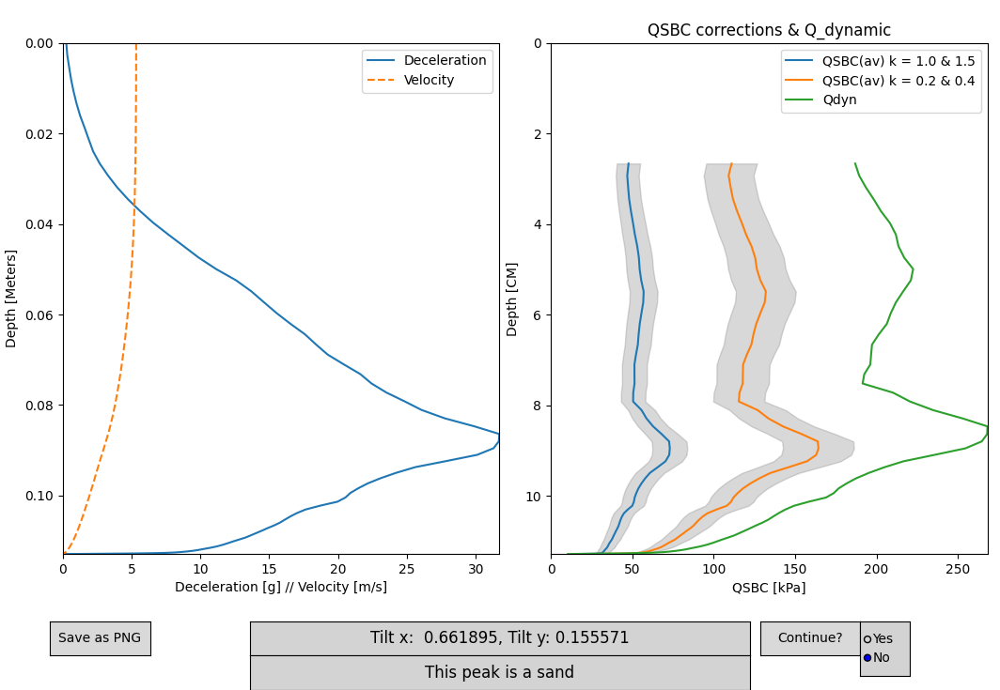 QSBC corrections & Q_dynamic
Deceleration
Velocity
0.00
0.02
0.04
0.06
0.08
0.10
Depth [Meters]
0 5 10 15 20 25 30
Deceleration [g] // Velocity [m/s]
QSBC(av) k = 1.0 & 1.5
QSBC(av) k = 0.2 & 0.4
Qdyn
0
2
4
6
8
10
Depth [CM]
0 50 100 150 200 250
QSBC [kPa]
Save as PNG
Tilt x: 0.661895, Tilt y: 0.155571
This peak is a sand
Continue?
Yes
No